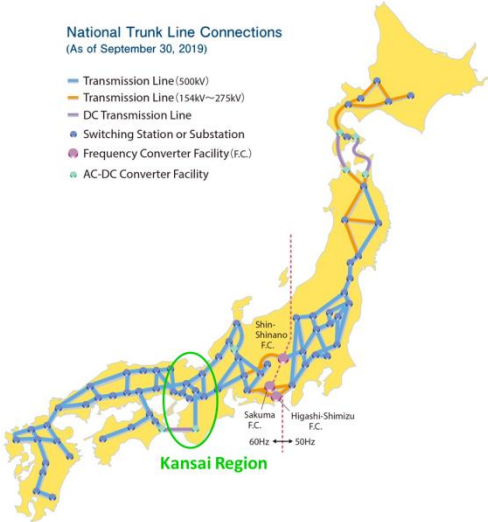 National Trunk Line Connections
(As of September 30, 2019)
Transmission Line (500kV)
Transmission Line (154kV～275kV)
DC Transmission Line
Switching Station or Substation
Frequency Converter Facility (F.C.)
AC-DC Converter Facility
Shin-
Shinano
F.C.
Sakuma
F.C.
Higashi-Shimizu
F.C.
60Hz
50Hz
Kansai Region